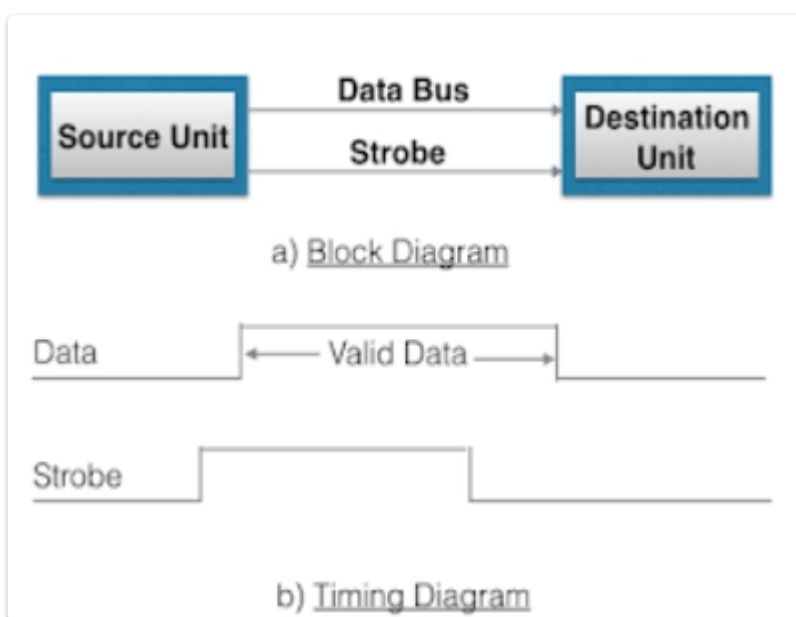 Data Bus
Source Unit
Strobe
Destination
Unit
a) Block Diagram
Data
Valid Data
Strobe
b) Timing Diagram